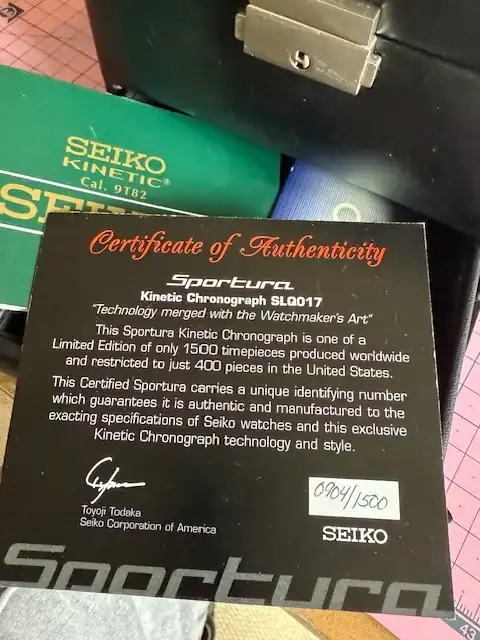 SEIKO
KINETIC®
Cal. 9T82
Certificate of Authenticity
Sportura
Kinetic Chronograph SLQ017
"Technology merged with the Watchmaker's Art"
This Sportura Kinetic Chronograph is one of a
Limited Edition of only 1500 timepieces produced worldwide
and restricted to just 400 pieces in the United States.
This Certified Sportura carries a unique identifying number
which guarantees it is authentic and manufactured to the
exacting specifications of Seiko watches and this exclusive
Kinetic Chronograph technology and style.
Toyoji Todaka
Seiko Corporation of America
0904/1500
SEIKO
Sportura
43